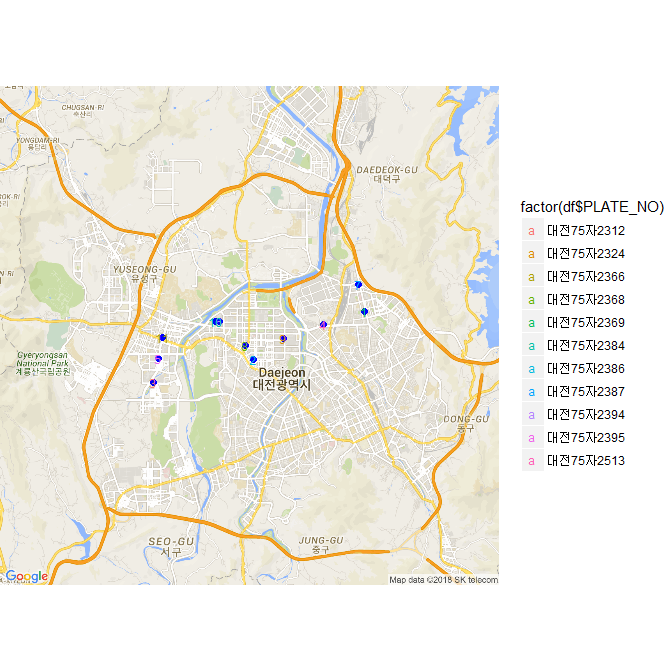 CHUGSAN-RI
축산리
YONGDAM-RI
용담리
DAEDEOK-GU
대덕구
YUSEONG-GU
유성구
Gyeryongsan
National Park
계룡산국립공원
Daejeon
대전광역시
DONG-GU
동구
SEO-GU
서구
JUNG-GU
중구
Google
Map data ©2018 SK telecom
factor(df$PLATE_NO)
a 대전75자2312
a 대전75자2324
a 대전75자2366
a 대전75자2368
a 대전75자2369
a 대전75자2384
a 대전75자2386
a 대전75자2387
a 대전75자2394
a 대전75자2395
a 대전75자2513